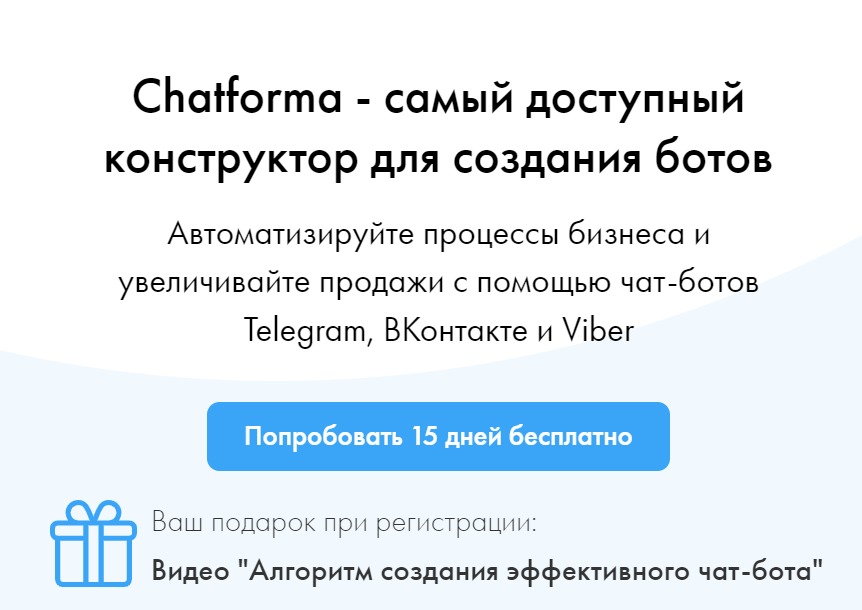 Chatforma - самый доступный
конструктор для создания ботов
Автоматизируйте процессы бизнеса и
увеличивайте продажи с помощью чат-ботов
Telegram, ВКонтакте и Viber
Попробовать 15 дней бесплатно
Ваш подарок при регистрации:
Видео "Алгоритм создания эффективного чат-бота"